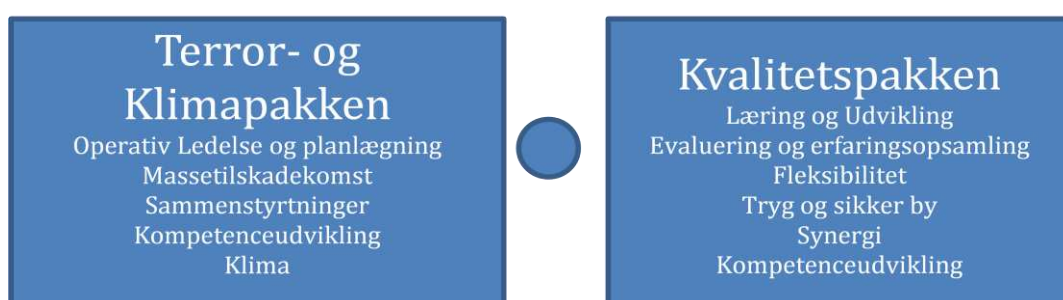 Terror- og
Klimapakken
Operativ Ledelse og planlægning
Massetilskadekomst
Sammenstyrtninger
Kompetenceudvikling
Klima
Kvalitetspakken
Læring og Udvikling
Evaluering og erfaringsopsamling
Fleksibilitet
Tryg og sikker by
Synergi
Kompetenceudvikling